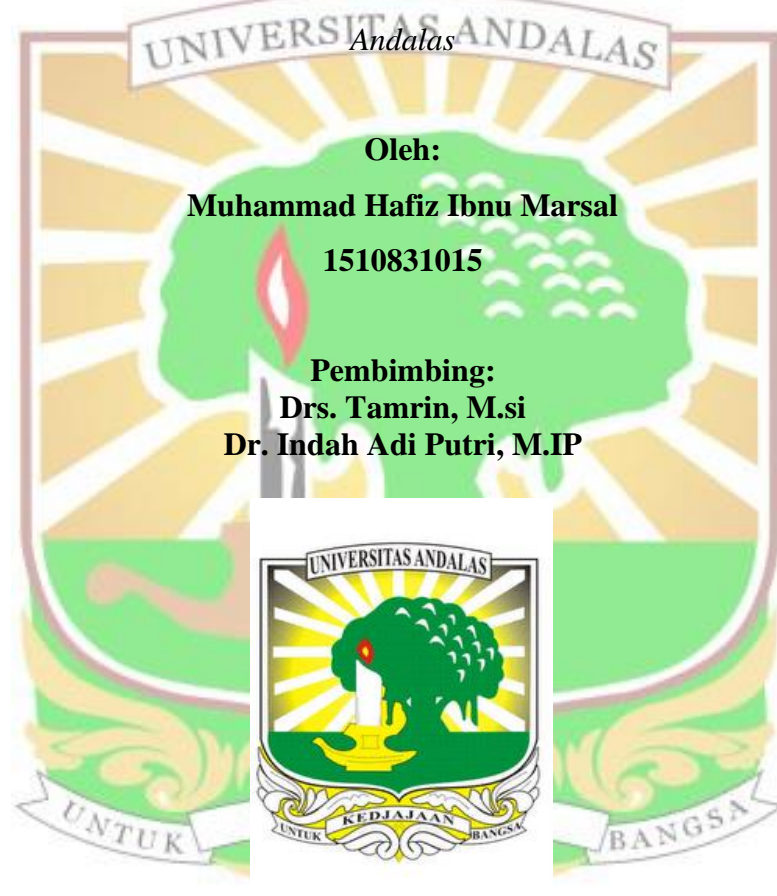 UNIVERSITAS ANDALAS
Andalas
Oleh:
Muhammad Hafiz Ibnu Marsal
1510831015
Pembimbing:
Drs. Tamrin, M.si
Dr. Indah Adi Putri, M.IP
UNIVERSITAS ANDALAS
UNTUK KEDJAJAAN BANGSA
UNTUK BANGSA